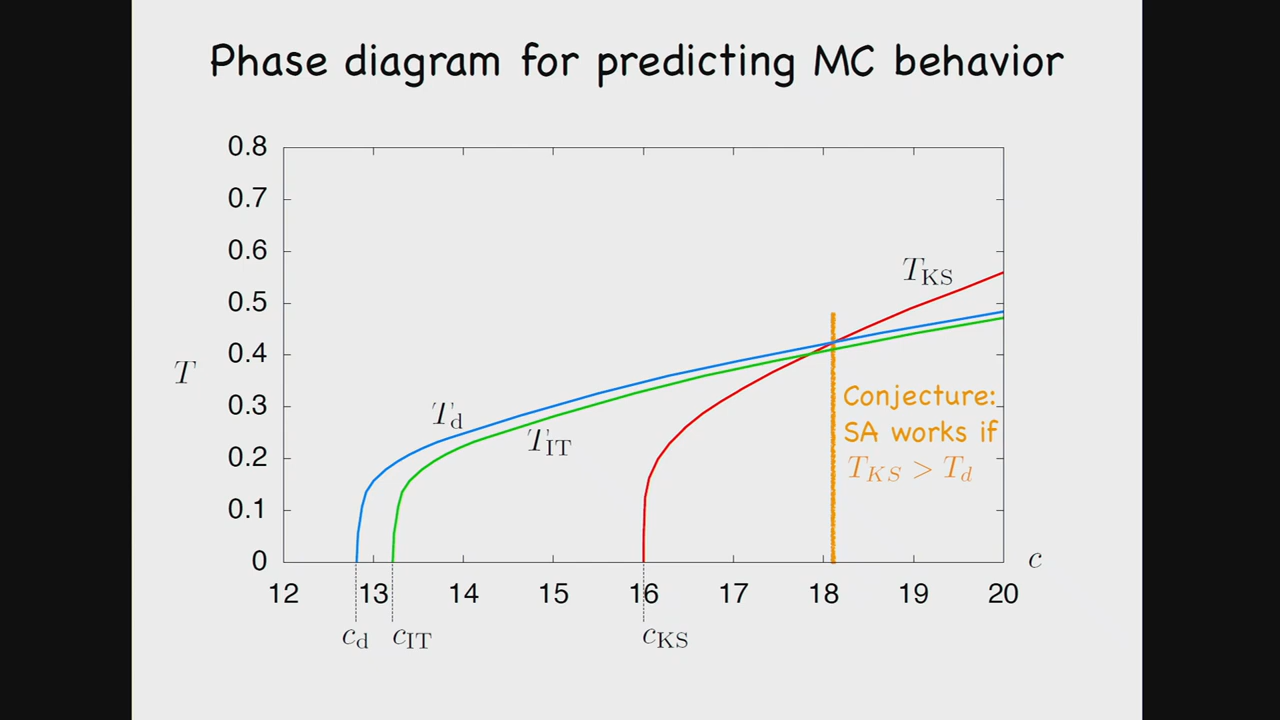 Phase diagram for predicting MC behavior
0.8
0.7
0.6
0.5
0.4
0.3
0.2
0.1
0
T
T_KS
T_d
T_IT
Conjecture:
SA works if
T_KS > T_d
12 13 14 15 16 17 18 19 20
c
c_d c_IT c_KS